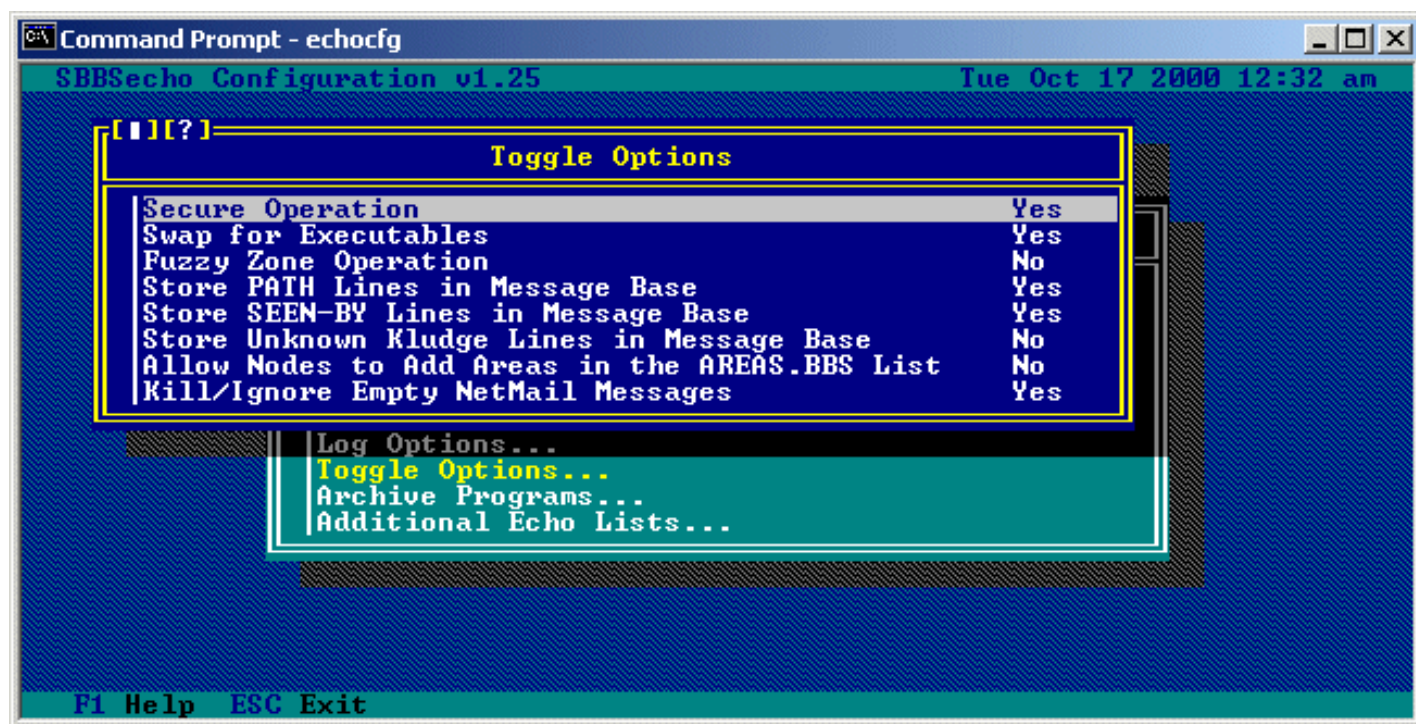 Command Prompt - echocfg
SBBSecho Configuration v1.25 Tue Oct 17 2000 12:32 am
[∎][?]
Toggle Options
Secure Operation Yes
Swap for Executables Yes
Fuzzy Zone Operation No
Store PATH Lines in Message Base Yes
Store SEEN-BY Lines in Message Base Yes
Store Unknown Kludge Lines in Message Base No
Allow Nodes to Add Areas in the AREAS.BBS List No
Kill/Ignore Empty NetMail Messages Yes
Log Options...
Toggle Options...
Archive Programs...
Additional Echo Lists...
F1 Help ESC Exit